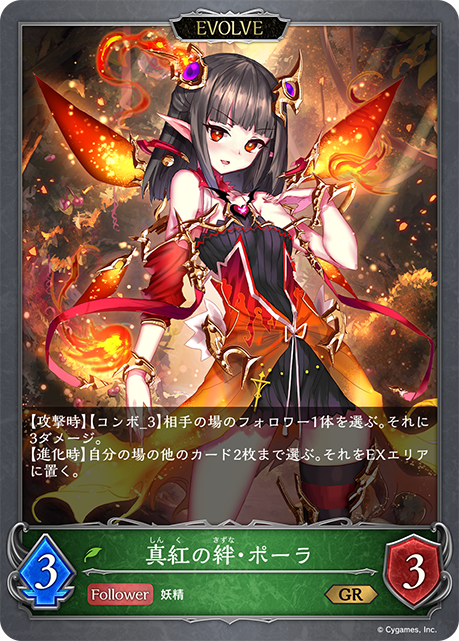 EVOLVE
【攻撃時】【コンボ_3】相手の場のフォロワー1体を選ぶ。それに
3ダメージ。
【進化時】自分の場の他のカード2枚まで選ぶ。それをEXエリア
に置く。
しんく きずな
真紅の絆・ポーラ
3
Follower 妖精
GR
3
© Cygames, Inc.